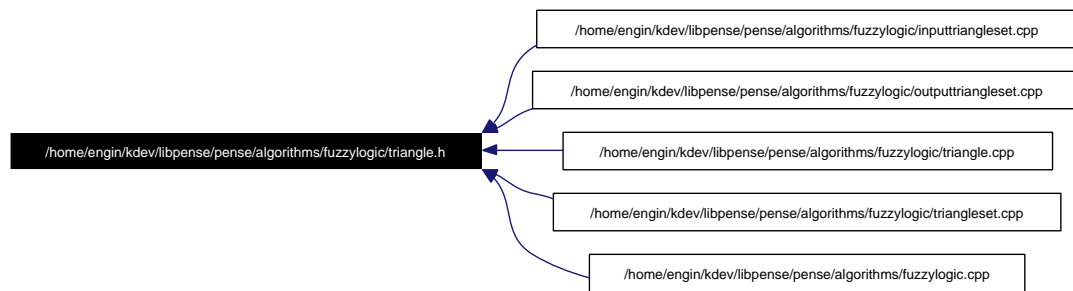 /home/engin/kdev/libpense/pense/algorithms/fuzzylogic/inputtriangleset.cpp
/home/engin/kdev/libpense/pense/algorithms/fuzzylogic/outputtriangleset.cpp
/home/engin/kdev/libpense/pense/algorithms/fuzzylogic/triangle.h
/home/engin/kdev/libpense/pense/algorithms/fuzzylogic/triangle.cpp
/home/engin/kdev/libpense/pense/algorithms/fuzzylogic/triangleset.cpp
/home/engin/kdev/libpense/pense/algorithms/fuzzylogic.cpp